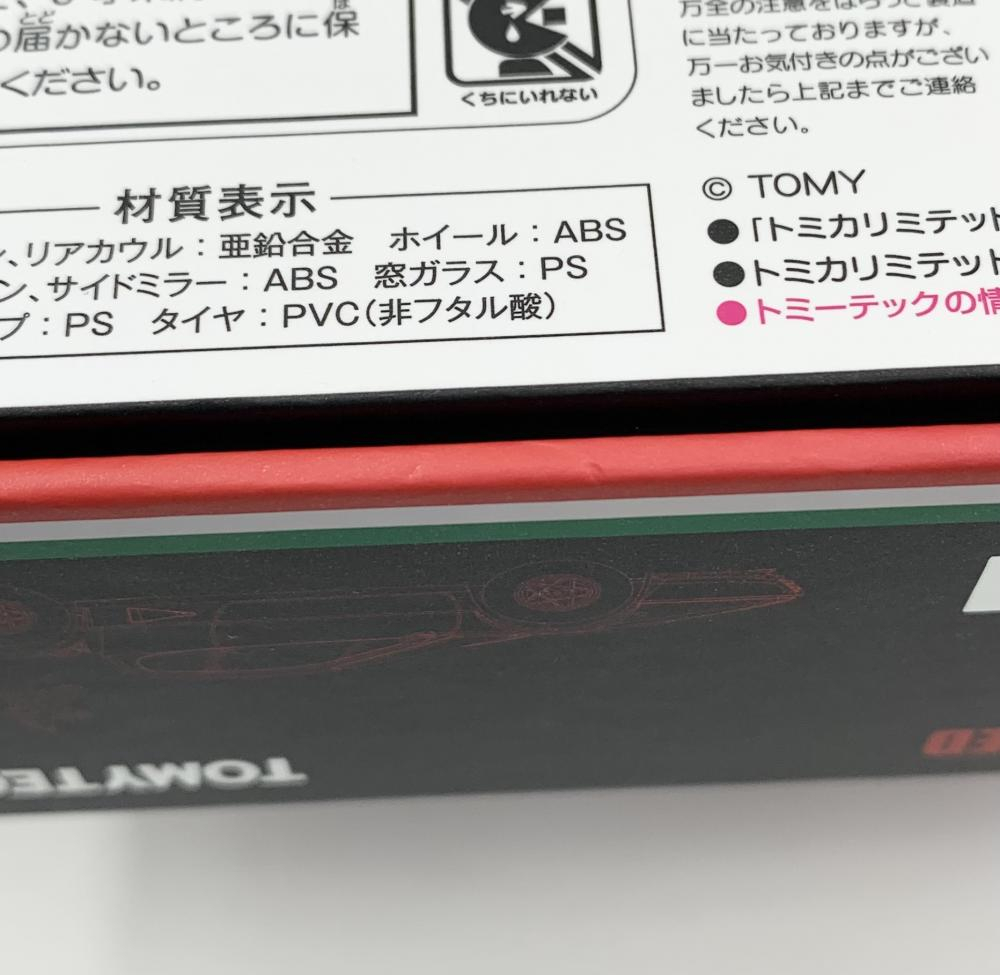 の届かないところに保
ください。
くちにいれない
万全の注意をはらって製造
に当たっておりますが、
万一お気付きの点がござい
ましたら上記までご連絡
ください。
材質表示
、リアカウル：亜鉛合金 ホイール：ABS
ン、サイドミラー：ABS 窓ガラス：PS
プ：PS タイヤ：PVC（非フタル酸）
© TOMY
●「トミカリミテッド
●トミカリミテッド
●トミーテックの情
TOMYTEC